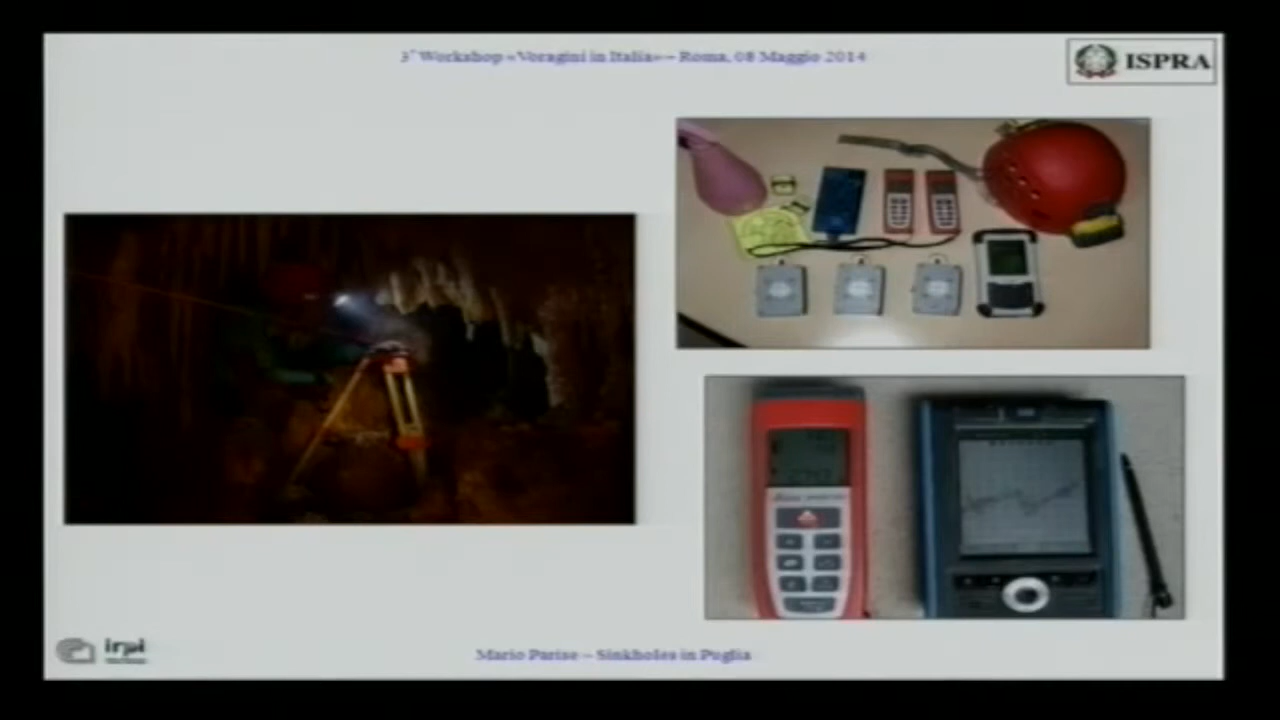 3° Workshop «Voragini in Italia» – Roma, 08 Maggio 2014
ISPRA
irpi
Mario Parise – Sinkholes in Puglia